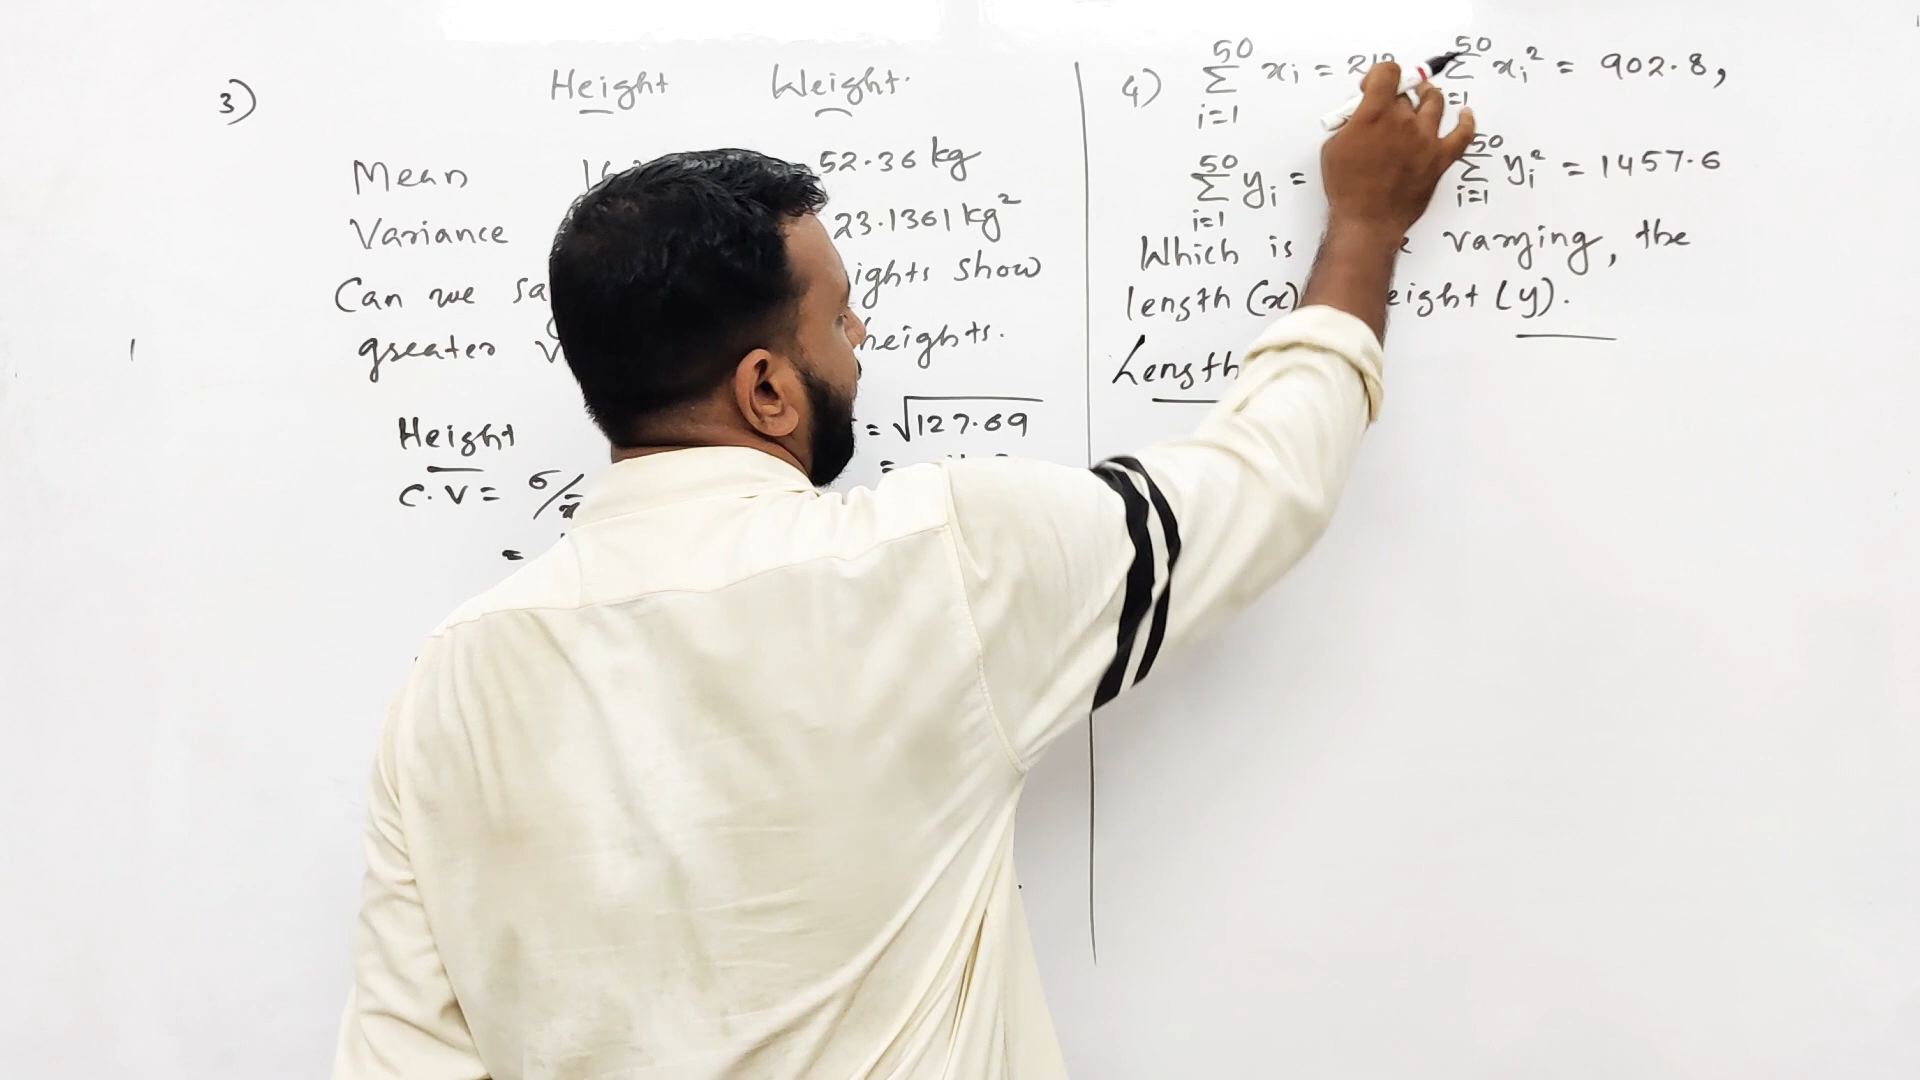 3) Height Weight.
Mean 52.36 kg
Variance 23.1361 kg²
Can we sa ights show
greater heights.
Height = √127.69
C.V = σ/x̄ =
=
4) 50 Σ i=1 xi = 212 50 Σ i=1 xi² = 902.8,
50 Σ i=1 yi = 50 Σ i=1 yi² = 1457.6
Which is varying, the
length (x) eight (y).
Length